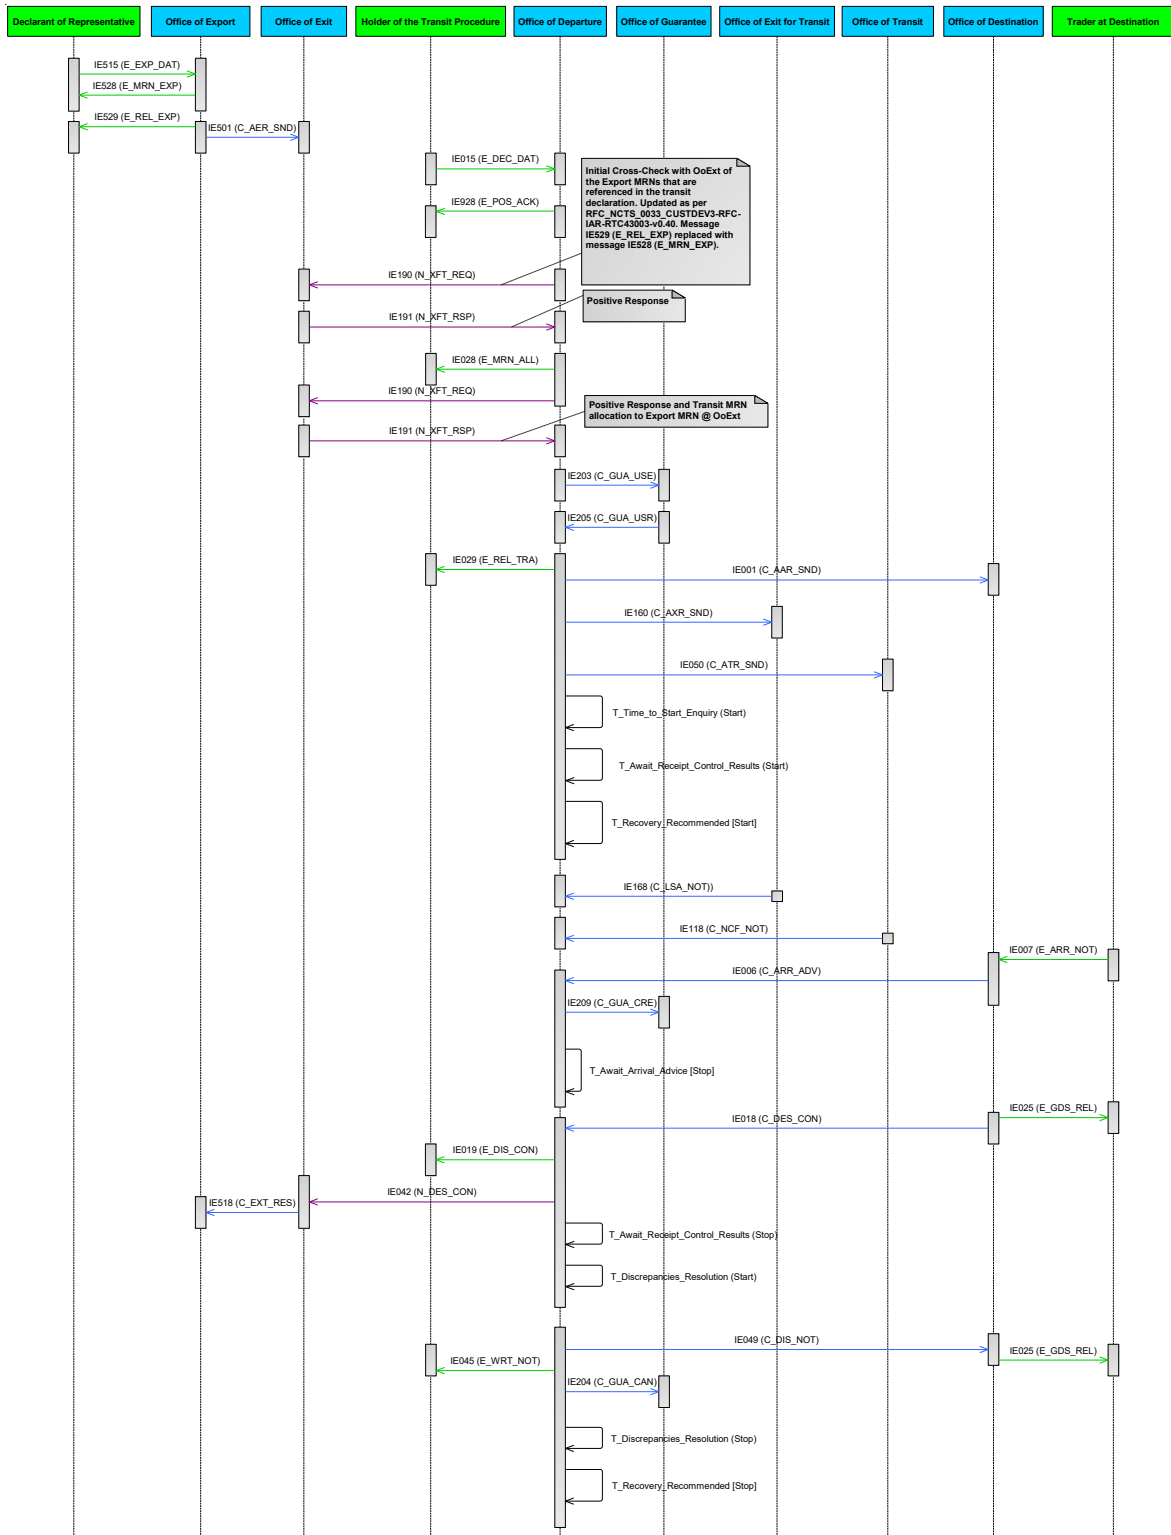 Declarant of Representative
Office of Export
Office of Exit
Holder of the Transit Procedure
Office of Departure
Office of Guarantee
Office of Exit for Transit
Office of Transit
Office of Destination
Trader at Destination
IE515 (E_EXP_DAT)
IE528 (E_MRN_EXP)
IE529 (E_REL_EXP)
IE501 (C_AER_SND)
IE015 (E_DEC_DAT)
Initial Cross-Check with OoExt of
the Export MRNs that are
referenced in the transit
declaration. Updated as per
RFC_NCTS_0033_CUSTDEV3-RFC-
IAR-RTC43003-v0.40. Message
IE529 (E_REL_EXP) replaced with
message IE528 (E_MRN_EXP).
IE928 (E_POS_ACK)
IE190 (N_XFT_REQ)
Positive Response
IE191 (N_XFT_RSP)
IE028 (E_MRN_ALL)
IE190 (N_XFT_REQ)
Positive Response and Transit MRN
allocation to Export MRN @ OoExt
IE191 (N_XFT_RSP)
IE203 (C_GUA_USE)
IE205 (C_GUA_USR)
IE029 (E_REL_TRA)
IE001 (C_AAR_SND)
IE160 (C_AXR_SND)
IE050 (C_ATR_SND)
T_Time_to_Start_Enquiry (Start)
T_Await_Receipt_Control_Results (Start)
T_Recovery_Recommended [Start]
IE168 (C_LSA_NOT))
IE118 (C_NCF_NOT)
IE007 (E_ARR_NOT)
IE006 (C_ARR_ADV)
IE209 (C_GUA_CRE)
T_Await_Arrival_Advice [Stop]
IE025 (E_GDS_REL)
IE018 (C_DES_CON)
IE019 (E_DIS_CON)
IE042 (N_DES_CON)
IE518 (C_EXT_RES)
T_Await_Receipt_Control_Results (Stop)
T_Discrepancies_Resolution (Start)
IE049 (C_DIS_NOT)
IE025 (E_GDS_REL)
IE045 (E_WRT_NOT)
IE204 (C_GUA_CAN)
T_Discrepancies_Resolution (Stop)
T_Recovery_Recommended [Stop]